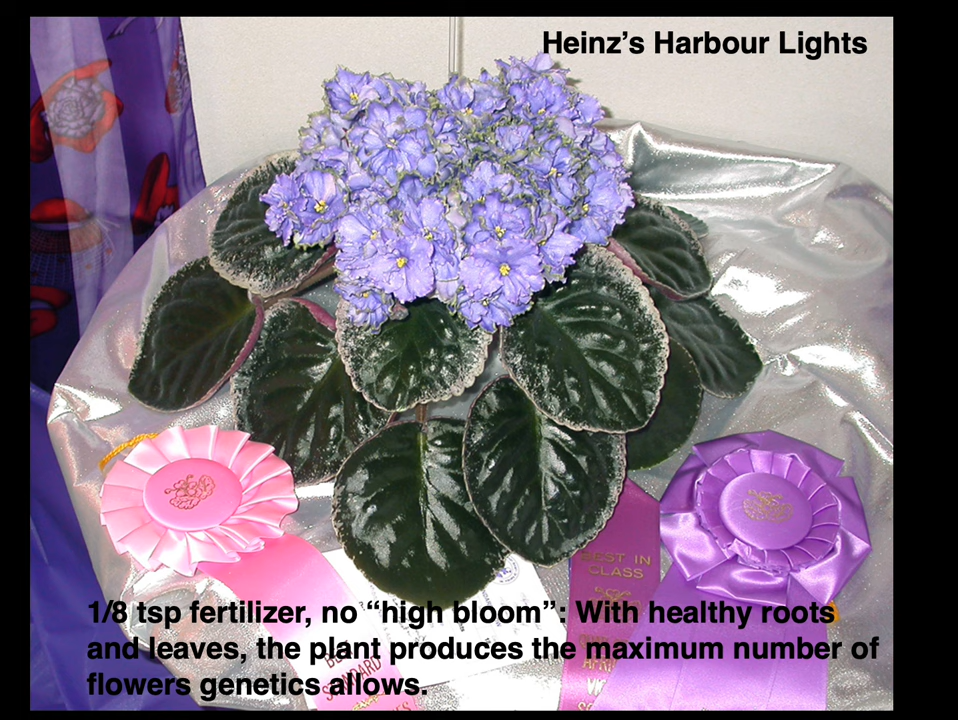 Heinz’s Harbour Lights
BEST IN
CLASS
1/8 tsp fertilizer, no “high bloom”: With healthy roots
and leaves, the plant produces the maximum number of
flowers genetics allows.
STANDARD